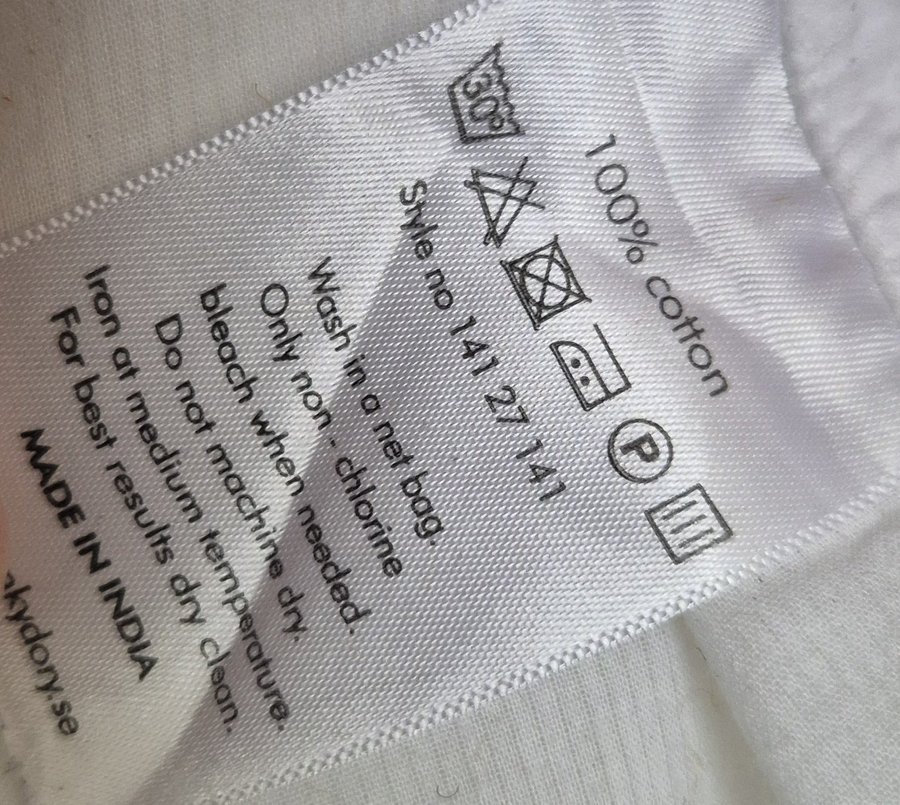 100% cotton
30°
P
Style no 141 27 141
Wash in a net bag.
Only non - chlorine
bleach when needed.
Do not machine dry.
Iron at medium temperature.
For best results dry clean.
MADE IN INDIA